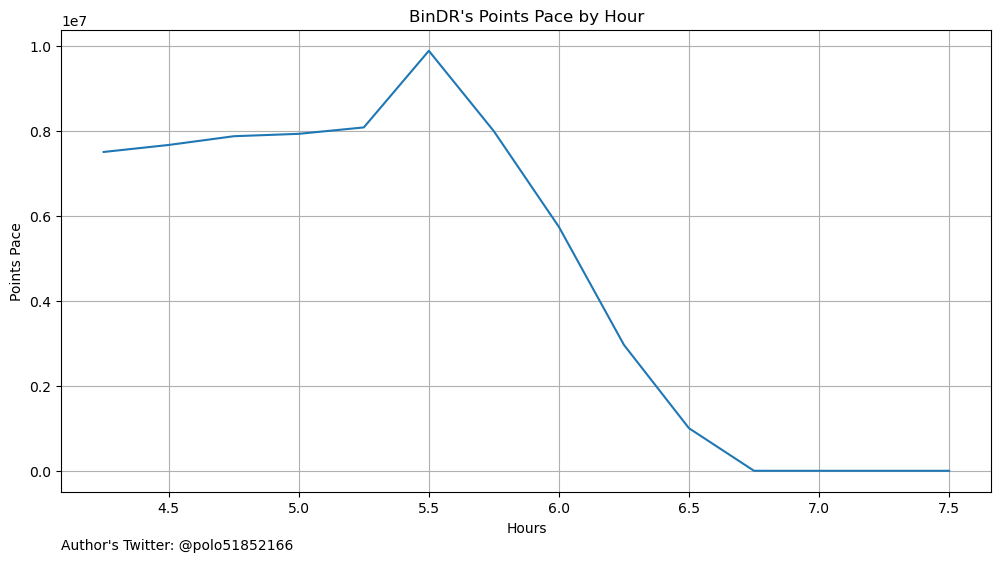 BinDR's Points Pace by Hour
1e7
1.0
0.8
0.6
0.4
0.2
0.0
Points Pace
4.5 5.0 5.5 6.0 6.5 7.0 7.5
Hours
Author's Twitter: @polo51852166